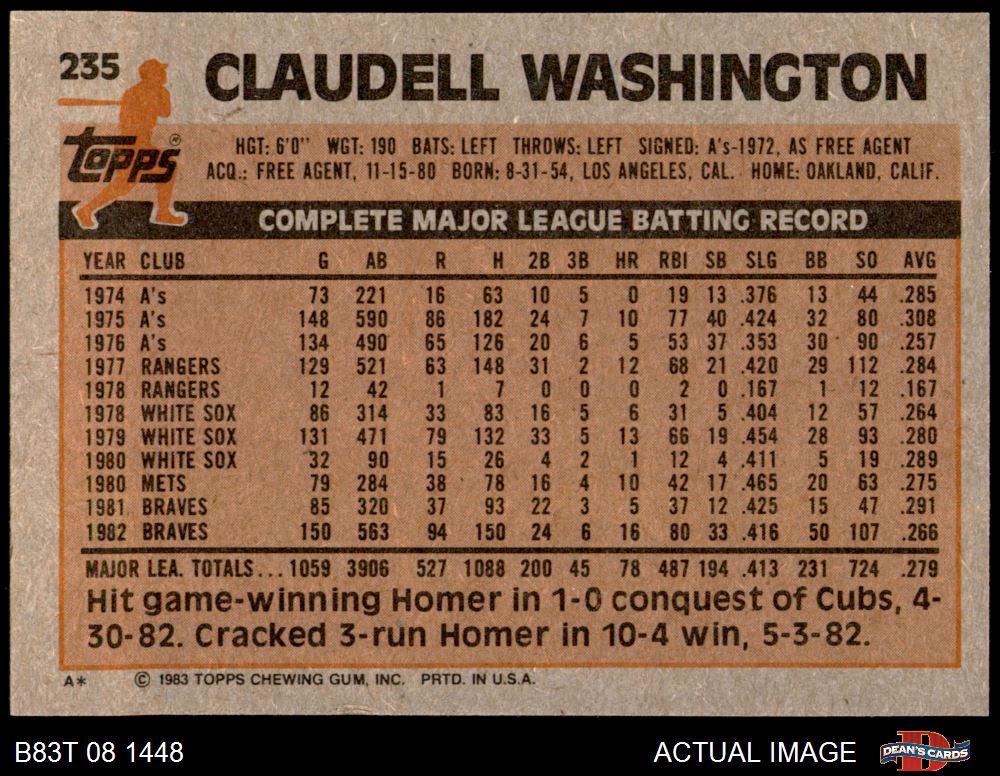 235 CLAUDELL WASHINGTON
Topps
HGT: 6'0" WGT: 190 BATS: LEFT THROWS: LEFT SIGNED: A's-1972, AS FREE AGENT
ACQ.: FREE AGENT, 11-15-80 BORN: 8-31-54, LOS ANGELES, CAL. HOME: OAKLAND, CALIF.
COMPLETE MAJOR LEAGUE BATTING RECORD
YEAR CLUB G AB R H 2B 3B HR RBI SB SLG BB SO AVG
1974 A's 73 221 16 63 10 5 0 19 13 .376 13 44 .285
1975 A's 148 590 86 182 24 7 10 77 40 .424 32 80 .308
1976 A's 134 490 65 126 20 6 5 53 37 .353 30 90 .257
1977 RANGERS 129 521 63 148 31 2 12 68 21 .420 29 112 .284
1978 RANGERS 12 42 1 7 0 0 0 2 0 .167 1 12 .167
1978 WHITE SOX 86 314 33 83 16 5 6 31 5 .404 12 57 .264
1979 WHITE SOX 131 471 79 132 33 5 13 66 19 .454 28 93 .280
1980 WHITE SOX 32 90 15 26 4 2 1 12 4 .411 5 19 .289
1980 METS 79 284 38 78 16 4 10 42 17 .465 20 63 .275
1981 BRAVES 85 320 37 93 22 3 5 37 12 .425 15 47 .291
1982 BRAVES 150 563 94 150 24 6 16 80 33 .416 50 107 .266
MAJOR LEA. TOTALS... 1059 3906 527 1088 200 45 78 487 194 .413 231 724 .279
Hit game-winning Homer in 1-0 conquest of Cubs, 4-
30-82. Cracked 3-run Homer in 10-4 win, 5-3-82.
A* © 1983 TOPPS CHEWING GUM, INC. PRTD. IN U.S.A.
B83T 08 1448 ACTUAL IMAGE DEAN'S CARDS